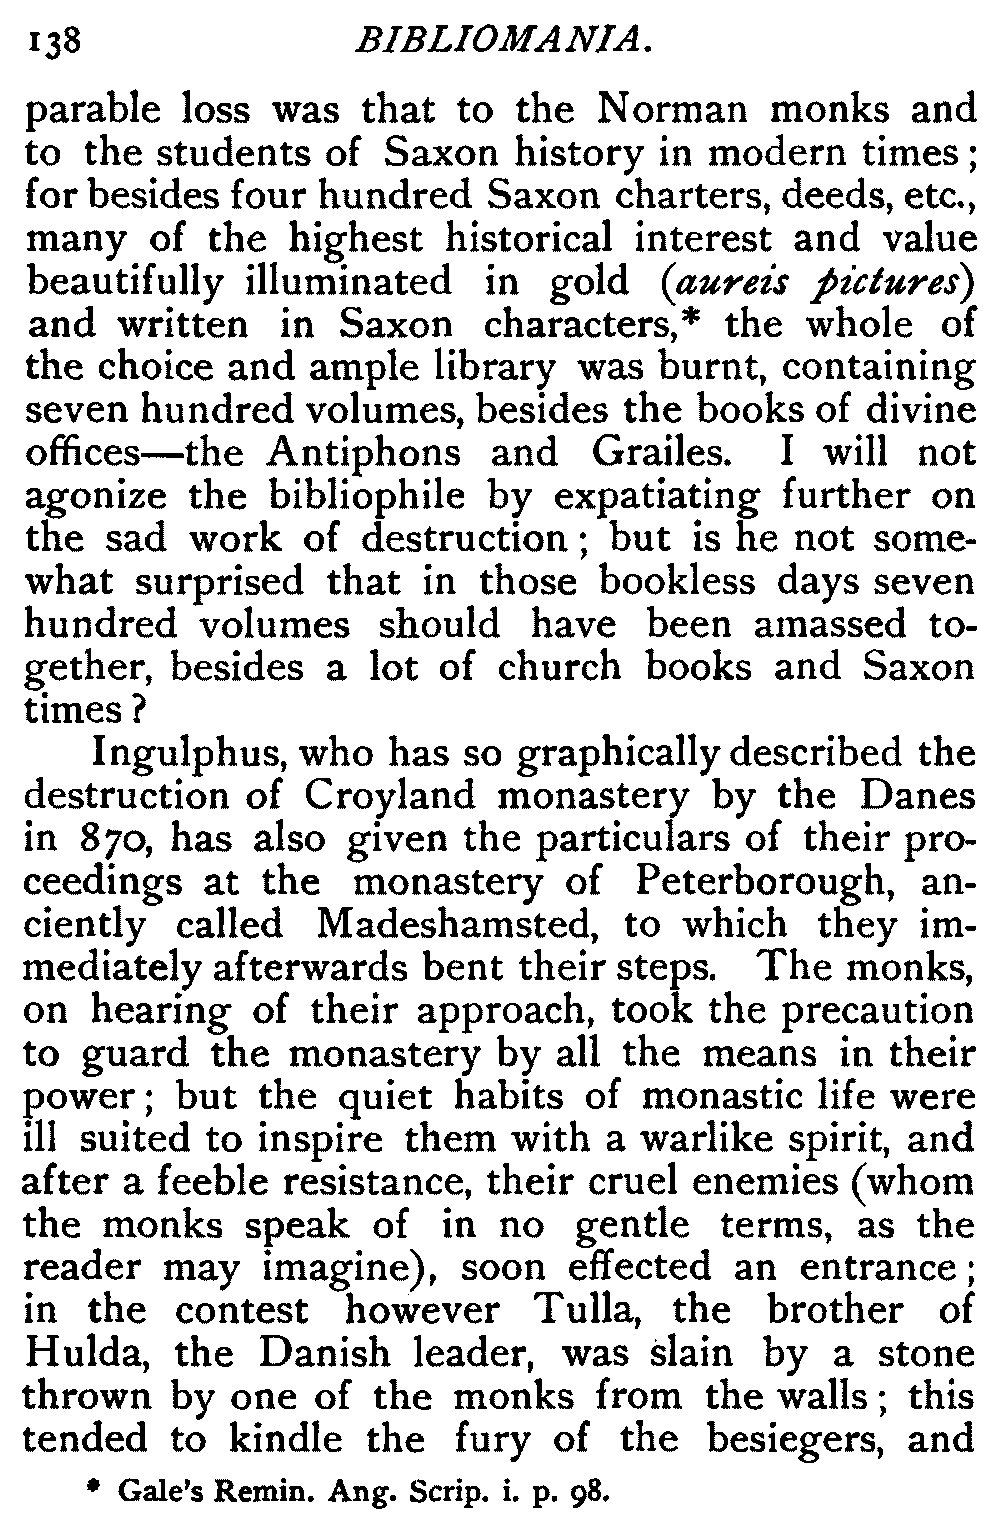 138 BIBLIOMANIA.
parable loss was that to the Norman monks and
to the students of Saxon history in modern times ;
for besides four hundred Saxon charters, deeds, etc.,
many of the highest historical interest and value
beautifully illuminated in gold (aureis pictures)
and written in Saxon characters,* the whole of
the choice and ample library was burnt, containing
seven hundred volumes, besides the books of divine
offices—the Antiphons and Grailes. I will not
agonize the bibliophile by expatiating further on
the sad work of destruction ; but is he not some-
what surprised that in those bookless days seven
hundred volumes should have been amassed to-
gether, besides a lot of church books and Saxon
times ?
Ingulphus, who has so graphically described the
destruction of Croyland monastery by the Danes
in 870, has also given the particulars of their pro-
ceedings at the monastery of Peterborough, an-
ciently called Madeshamsted, to which they im-
mediately afterwards bent their steps. The monks,
on hearing of their approach, took the precaution
to guard the monastery by all the means in their
power ; but the quiet habits of monastic life were
ill suited to inspire them with a warlike spirit, and
after a feeble resistance, their cruel enemies (whom
the monks speak of in no gentle terms, as the
reader may imagine), soon effected an entrance ;
in the contest however Tulla, the brother of
Hulda, the Danish leader, was slain by a stone
thrown by one of the monks from the walls ; this
tended to kindle the fury of the besiegers, and
* Gale's Remin. Ang. Scrip. i. p. 98.